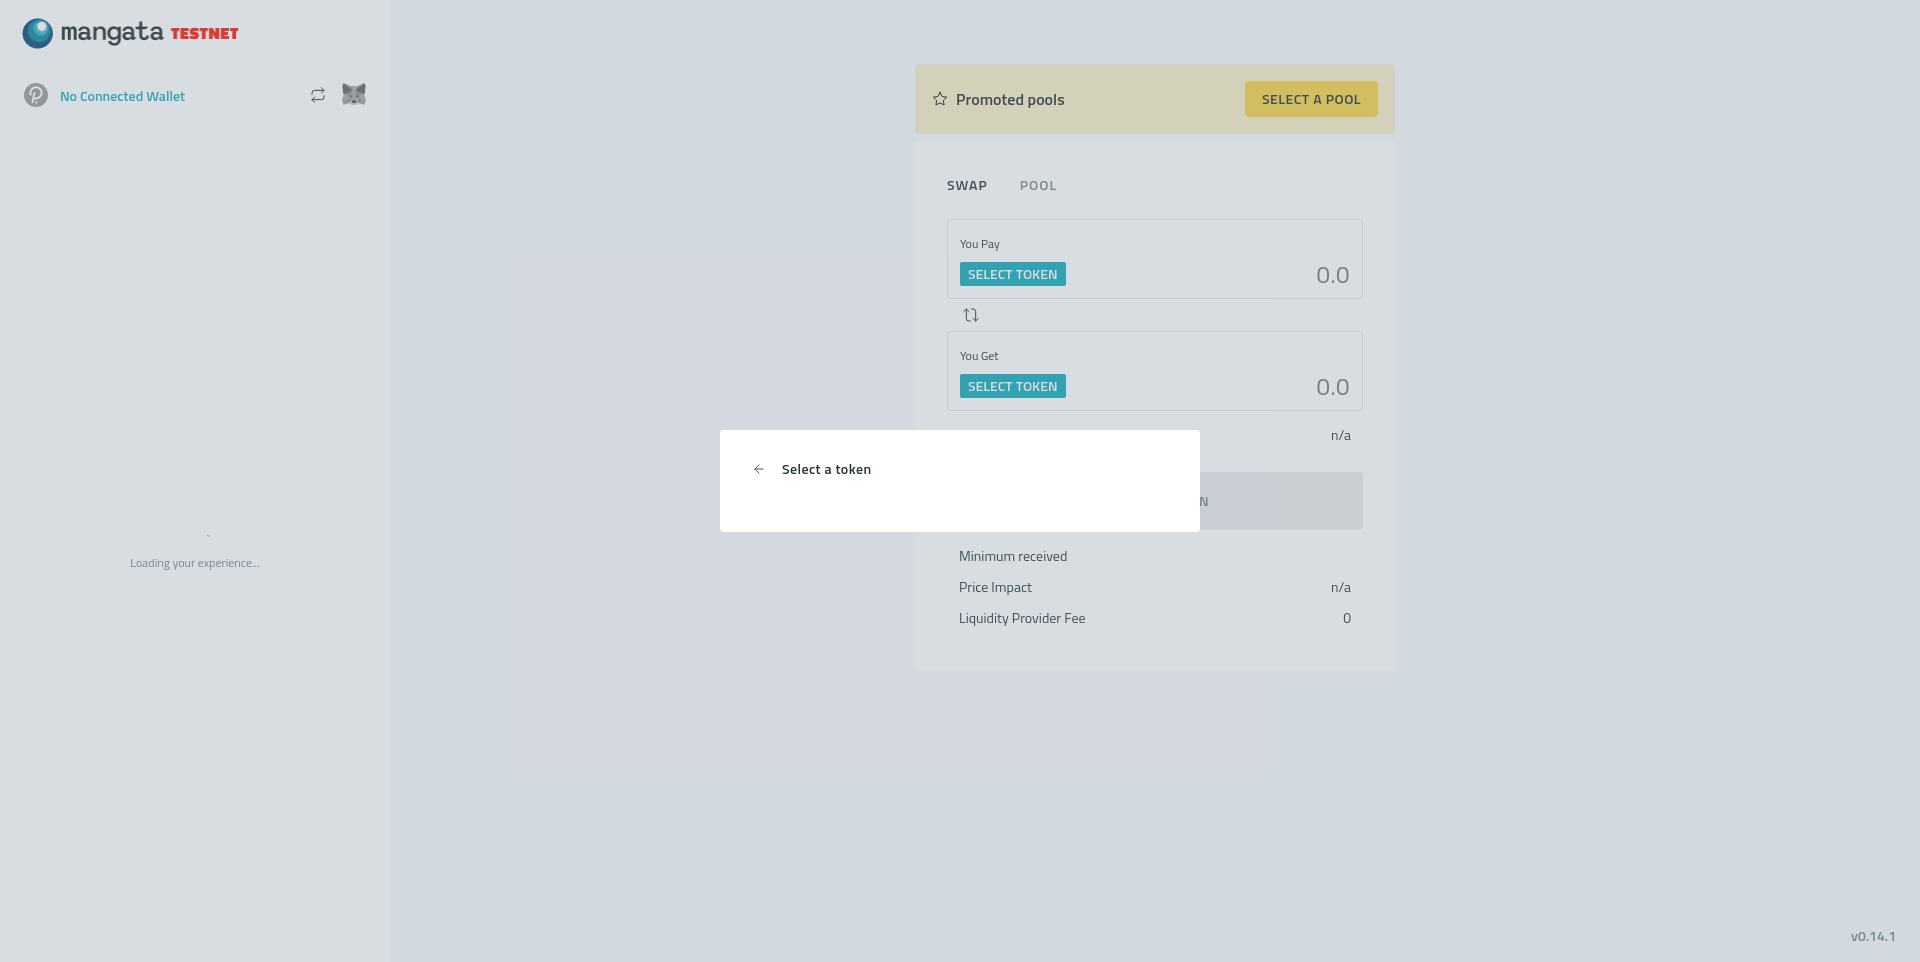 mangata TESTNET
No Connected Wallet
Loading your experience...
Promoted pools
SELECT A POOL
SWAP
POOL
You Pay
SELECT TOKEN
0.0
You Get
SELECT TOKEN
0.0
n/a
Select a token
N
Minimum received
Price Impact
n/a
Liquidity Provider Fee
0
v0.14.1